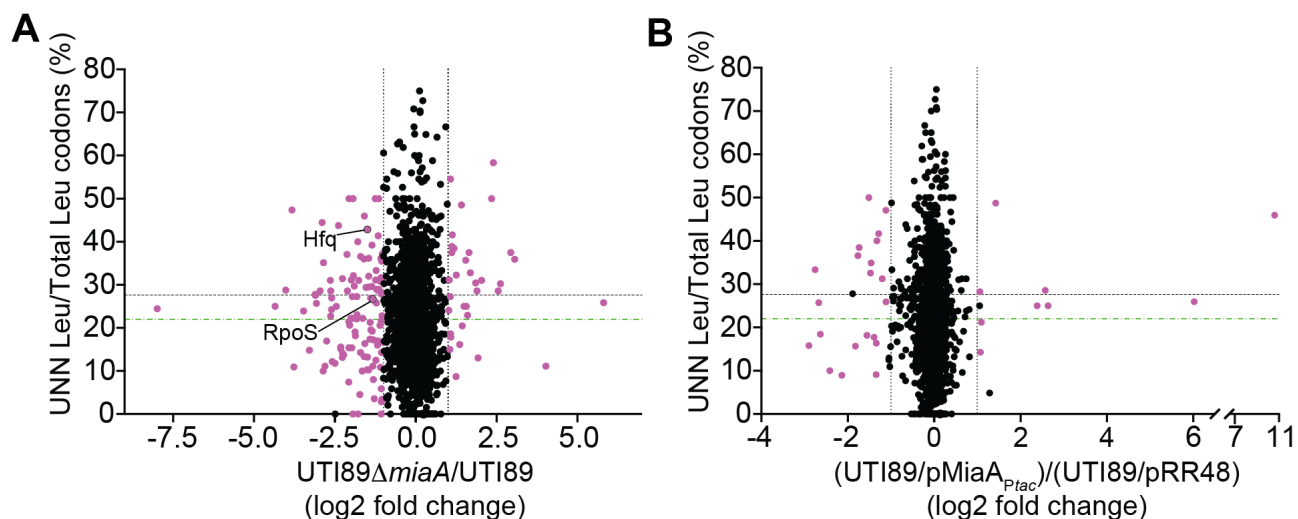 A
UNN Leu/Total Leu codons (%)
80
70
60
50
40
30
20
10
0
Hfq
RpoS
-7.5 -5.0 -2.5 0.0 2.5 5.0
UTI89ΔmiaA/UTI89
(log2 fold change)
B
UNN Leu/Total Leu codons (%)
80
70
60
50
40
30
20
10
0
-4 -2 0 2 4 6 7 11
(UTI89/pMiaAPtac)/(UTI89/pRR48)
(log2 fold change)